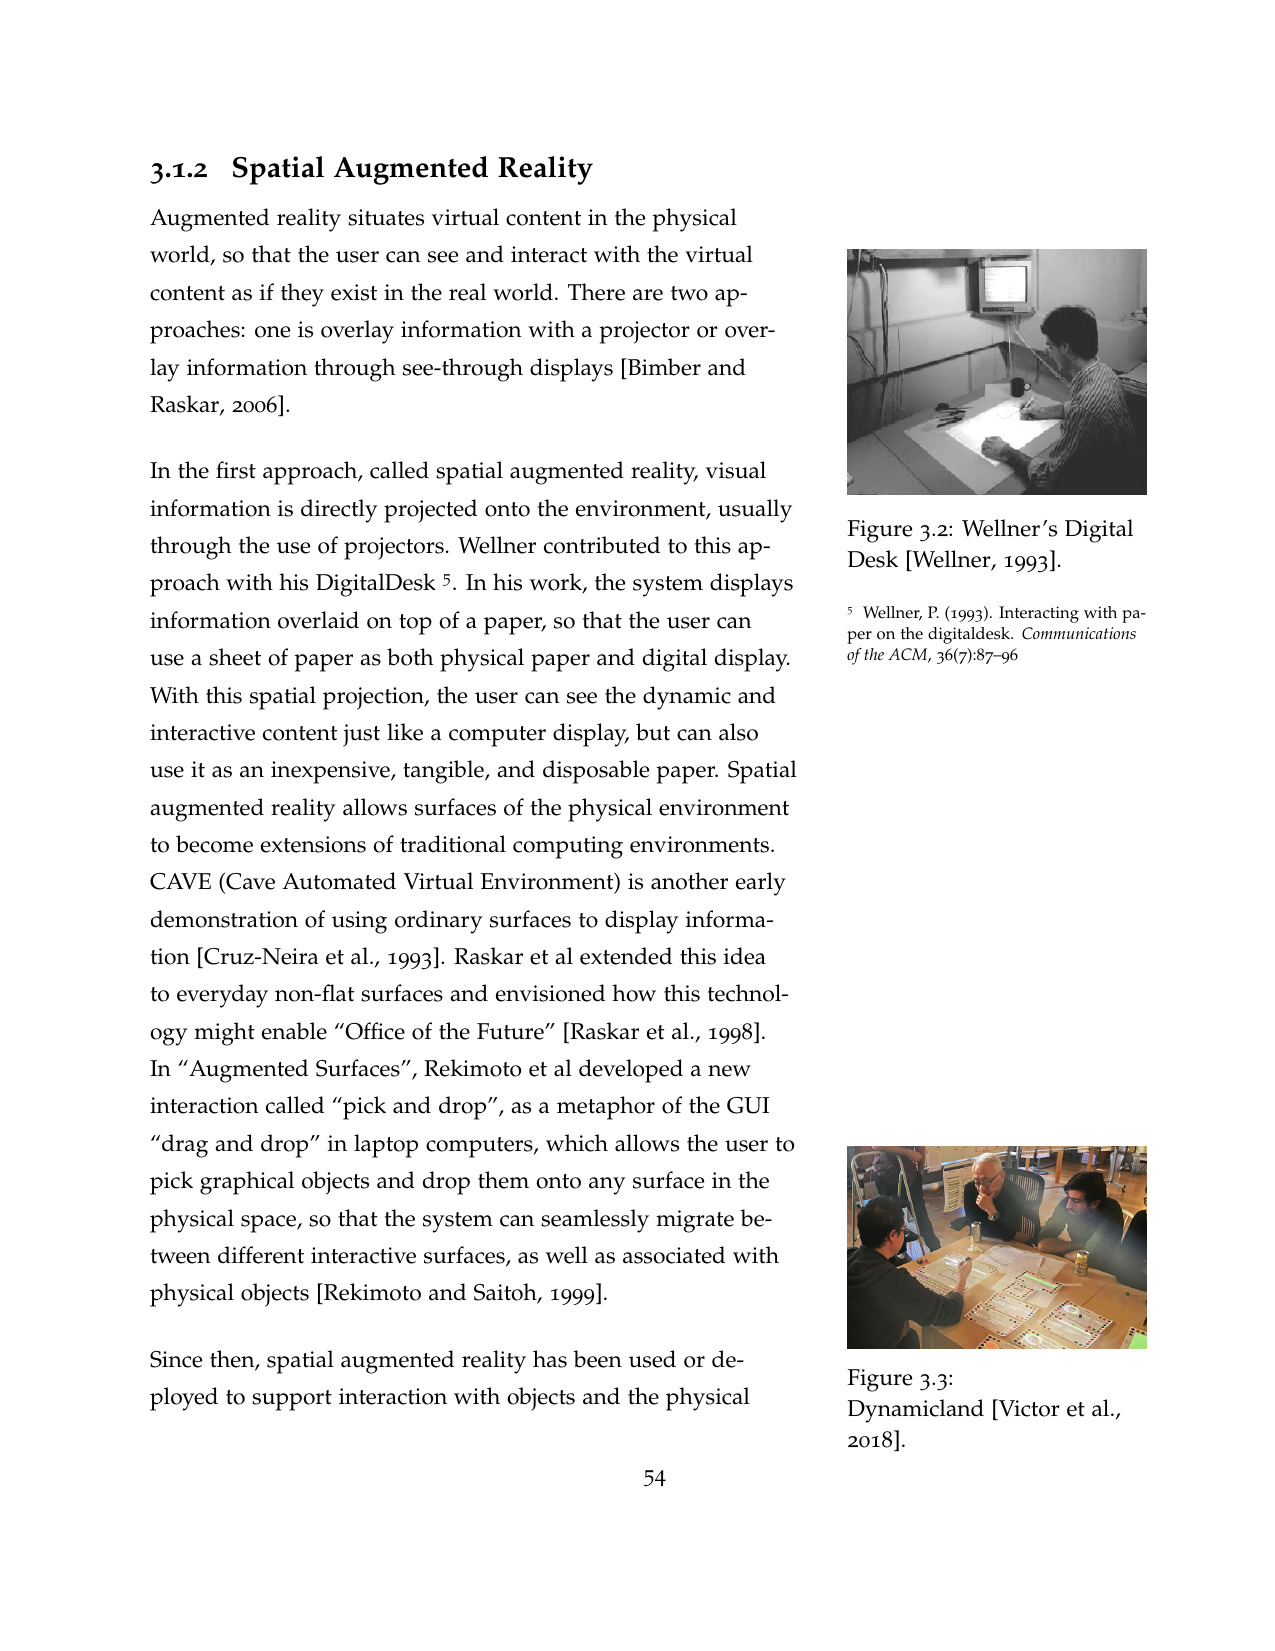 3.1.2 Spatial Augmented Reality
Augmented reality situates virtual content in the physical
world, so that the user can see and interact with the virtual
content as if they exist in the real world. There are two ap-
proaches: one is overlay information with a projector or over-
lay information through see-through displays [Bimber and
Raskar, 2006].
In the first approach, called spatial augmented reality, visual
information is directly projected onto the environment, usually
through the use of projectors. Wellner contributed to this ap-
proach with his DigitalDesk 5. In his work, the system displays
information overlaid on top of a paper, so that the user can
use a sheet of paper as both physical paper and digital display.
With this spatial projection, the user can see the dynamic and
interactive content just like a computer display, but can also
use it as an inexpensive, tangible, and disposable paper. Spatial
augmented reality allows surfaces of the physical environment
to become extensions of traditional computing environments.
CAVE (Cave Automated Virtual Environment) is another early
demonstration of using ordinary surfaces to display informa-
tion [Cruz-Neira et al., 1993]. Raskar et al extended this idea
to everyday non-flat surfaces and envisioned how this technol-
ogy might enable “Office of the Future” [Raskar et al., 1998].
In “Augmented Surfaces”, Rekimoto et al developed a new
interaction called “pick and drop”, as a metaphor of the GUI
“drag and drop” in laptop computers, which allows the user to
pick graphical objects and drop them onto any surface in the
physical space, so that the system can seamlessly migrate be-
tween different interactive surfaces, as well as associated with
physical objects [Rekimoto and Saitoh, 1999].
Since then, spatial augmented reality has been used or de-
ployed to support interaction with objects and the physical
Figure 3.2: Wellner’s Digital
Desk [Wellner, 1993].
5 Wellner, P. (1993). Interacting with pa-
per on the digitaldesk. Communications
of the ACM, 36(7):87–96
Figure 3.3:
Dynamicland [Victor et al.,
2018].
54